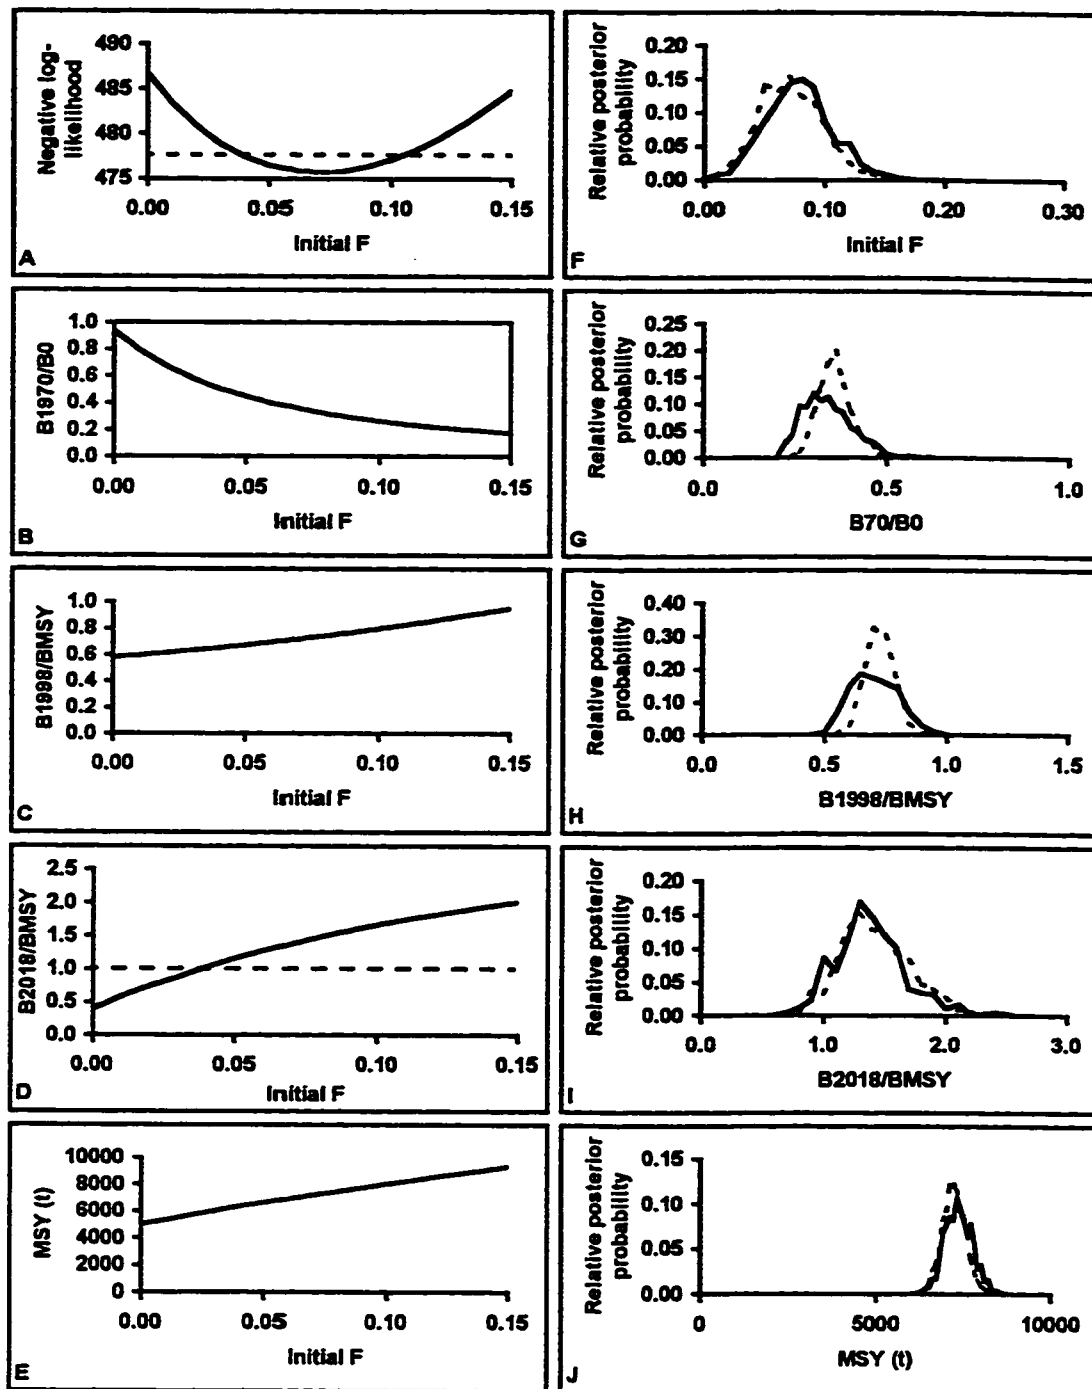 Negative log-
likelihood
490
485
480
475
0.00 0.05 0.10 0.15
Initial F
A
B1970/B0
1.0
0.8
0.6
0.4
0.2
0.0
0.00 0.05 0.10 0.15
Initial F
B
B1998/BMSY
1.0
0.8
0.6
0.4
0.2
0.0
0.00 0.05 0.10 0.15
Initial F
C
B2018/BMSY
2.5
2.0
1.5
1.0
0.5
0.0
0.00 0.05 0.10 0.15
Initial F
D
MSY (t)
10000
8000
6000
4000
2000
0
0.00 0.05 0.10 0.15
Initial F
E
Relative posterior
probability
0.20
0.15
0.10
0.05
0.00
0.00 0.10 0.20 0.30
Initial F
F
Relative posterior
probability
0.25
0.20
0.15
0.10
0.05
0.00
0.0 0.5 1.0
B70/B0
G
Relative posterior
probability
0.40
0.30
0.20
0.10
0.00
0.0 0.5 1.0 1.5
B1998/BMSY
H
Relative posterior
probability
0.20
0.15
0.10
0.05
0.00
0.0 1.0 2.0 3.0
B2018/BMSY
I
Relative posterior
probability
0.15
0.10
0.05
0.00
0 5000 10000
MSY (t)
J